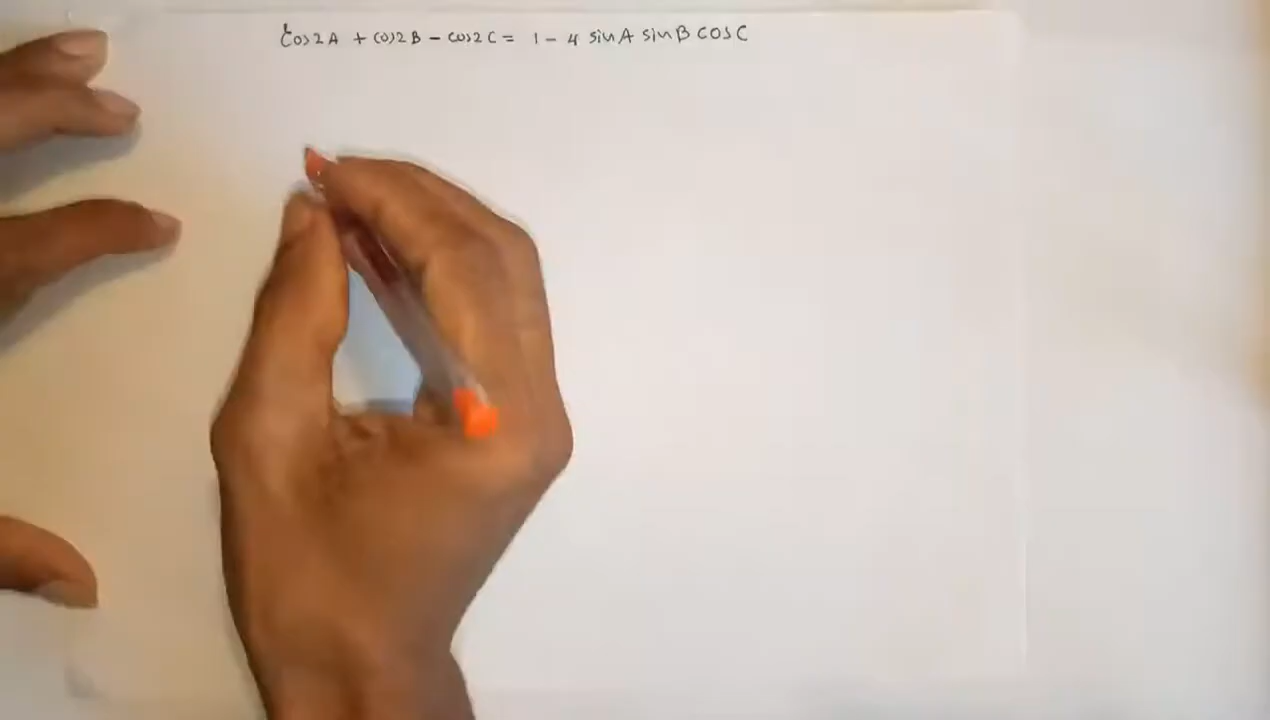 cos2A + cos2B - cos2C = 1 - 4 sinA sinB cosC